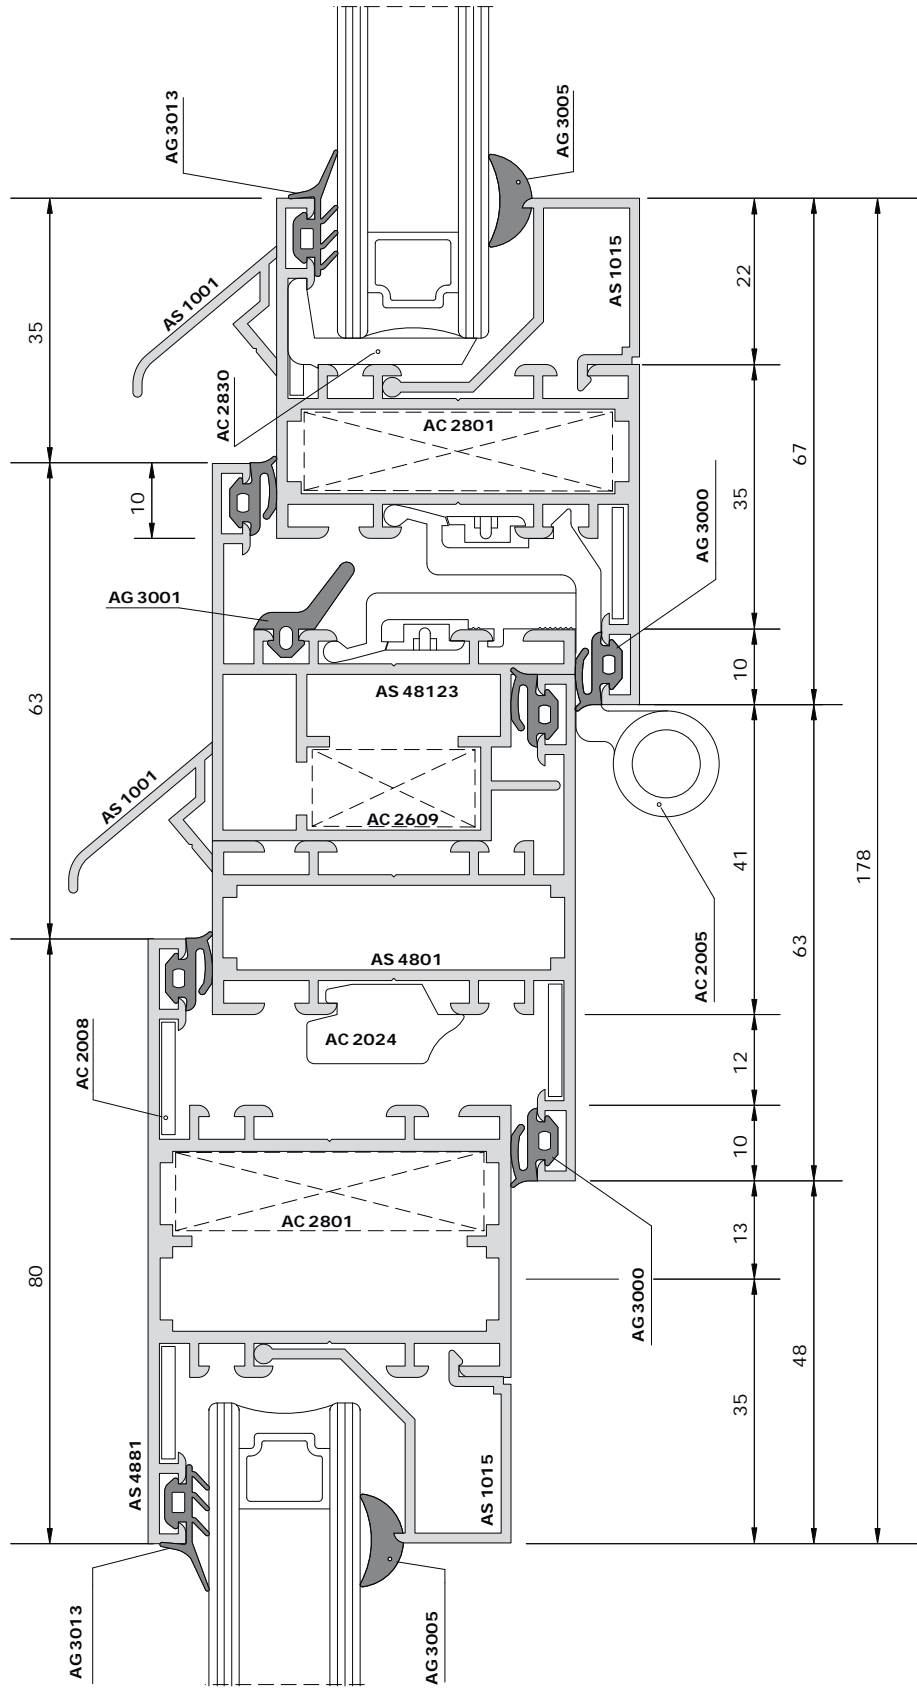 AG 3013
AG 3005
AS 1001
AS 1015
22
35
AC 2830
AC 2801
67
10
35
AG 3000
AG 3001
10
63
AS 48123
AS 1001
AC 2609
41
178
AS 4801
AC 2005
63
AC 2008
AC 2024
12
10
AC 2801
13
80
AG 3000
48
35
AS 4881
AS 1015
AG 3013
AG 3005